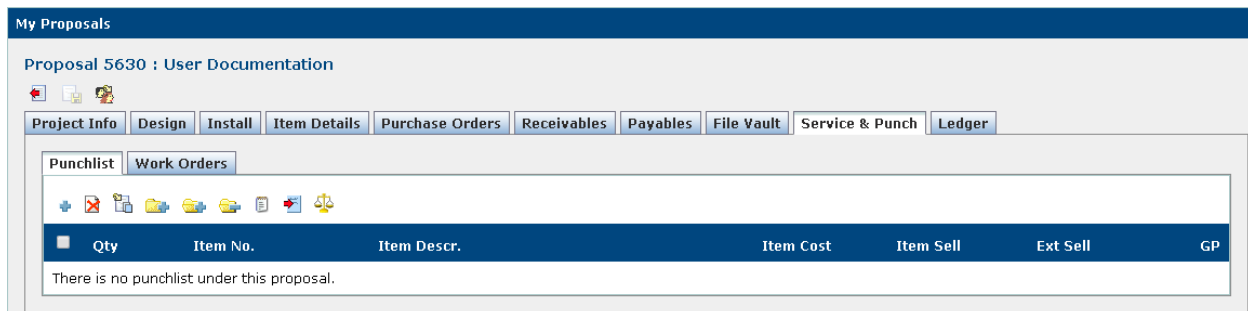 My Proposals
Proposal 5630 : User Documentation
Project Info Design Install Item Details Purchase Orders Receivables Payables File Vault Service & Punch Ledger
Punchlist Work Orders
Qty Item No. Item Descr. Item Cost Item Sell Ext Sell GP
There is no punchlist under this proposal.